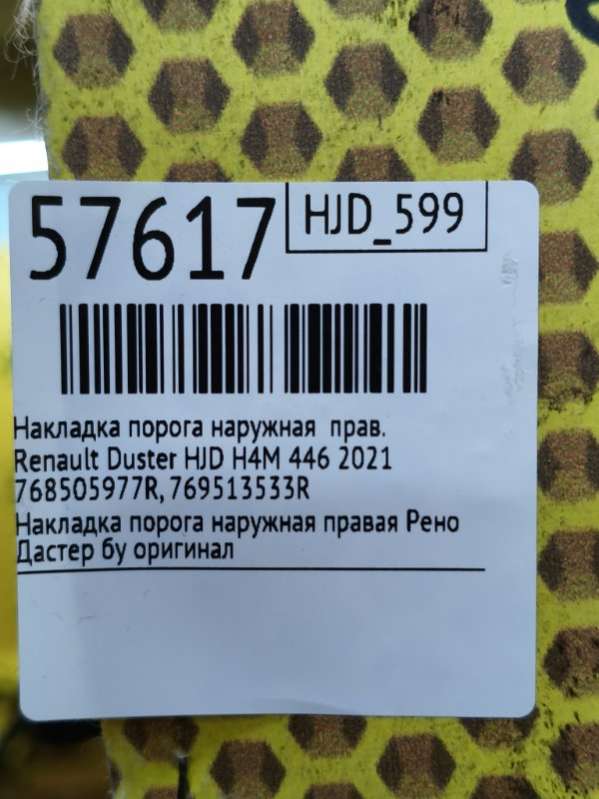 57617
HJD_599
Накладка порога наружная прав.
Renault Duster HJD H4M 446 2021
768505977R, 769513533R
Накладка порога наружная правая Рено
Дастер бу оригинал